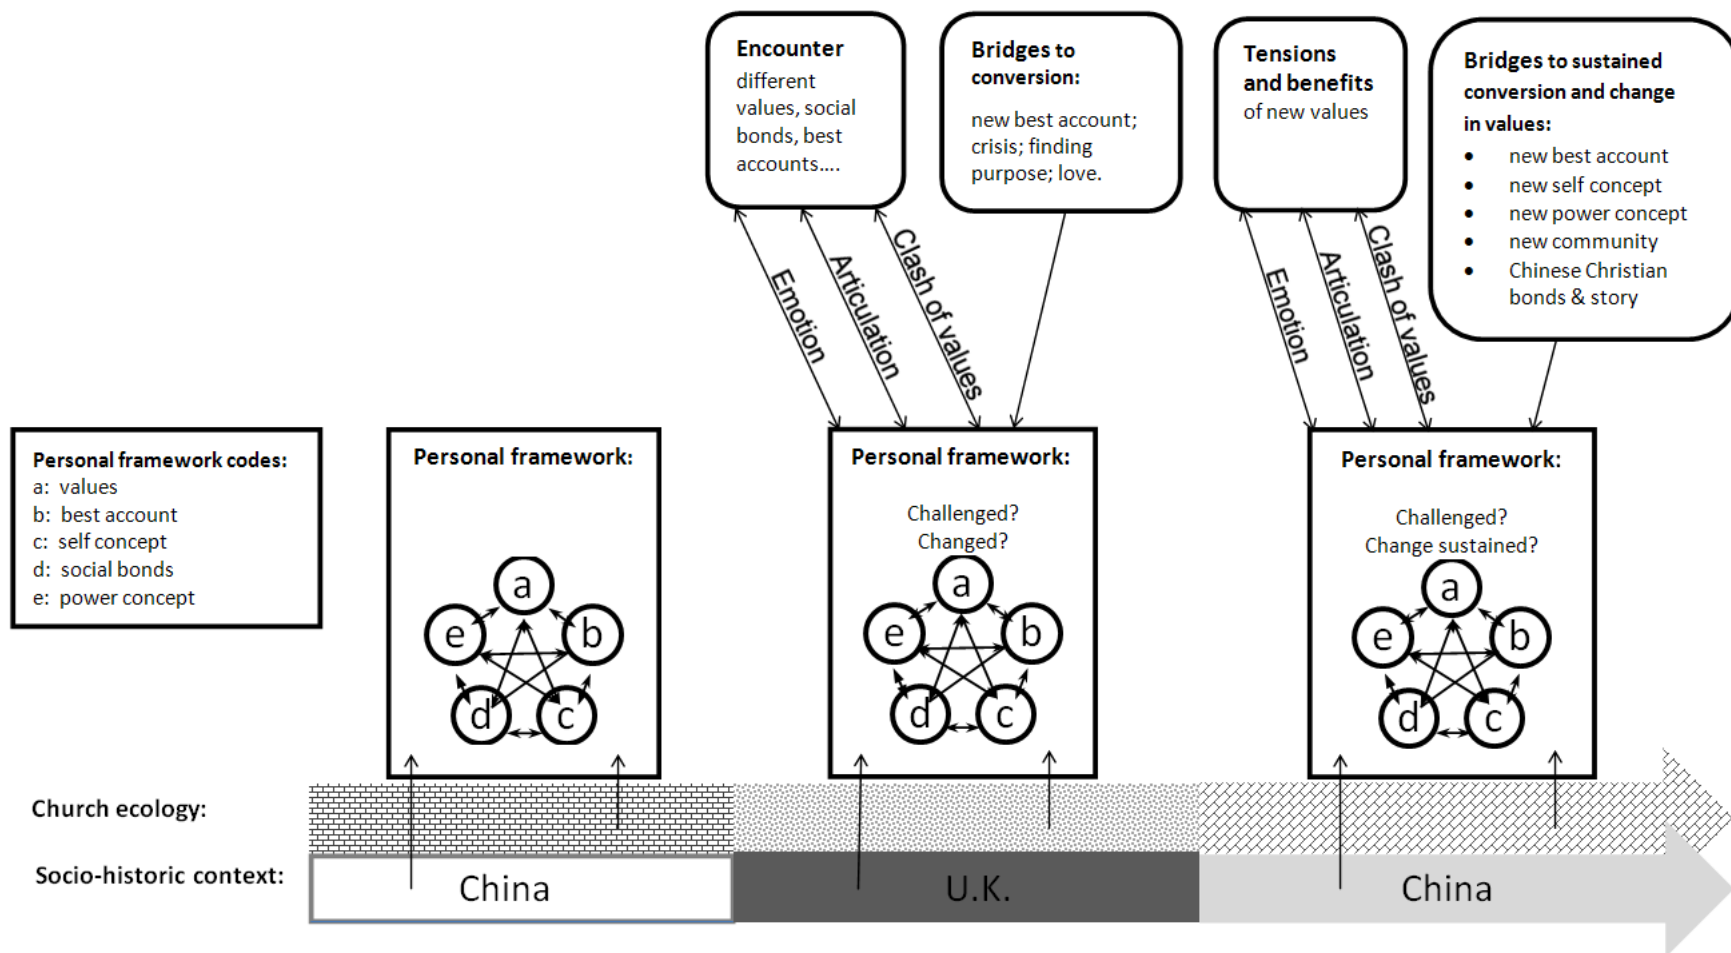 Encounter
different
values, social
bonds, best
accounts....
Bridges to
conversion:
new best account;
crisis; finding
purpose; love.
Tensions
and benefits
of new values
Bridges to sustained
conversion and change
in values:
• new best account
• new self concept
• new power concept
• new community
• Chinese Christian
bonds & story
Emotion
Articulation
Clash of values
Emotion
Articulation
Clash of values
Personal framework codes:
a: values
b: best account
c: self concept
d: social bonds
e: power concept
Personal framework:
a
e
b
d
c
Personal framework:
Challenged?
Changed?
a
e
b
d
c
Personal framework:
Challenged?
Change sustained?
a
e
b
d
c
Church ecology:
Socio-historic context:
China
U.K.
China